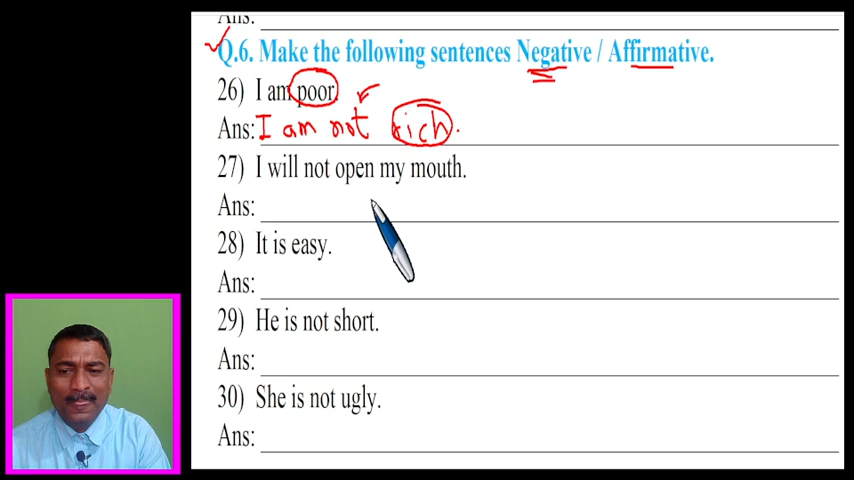 Ans:
Q.6. Make the following sentences Negative / Affirmative.
26) I am poor.
Ans: I am not rich.
27) I will not open my mouth.
Ans:
28) It is easy.
Ans:
29) He is not short.
Ans:
30) She is not ugly.
Ans: